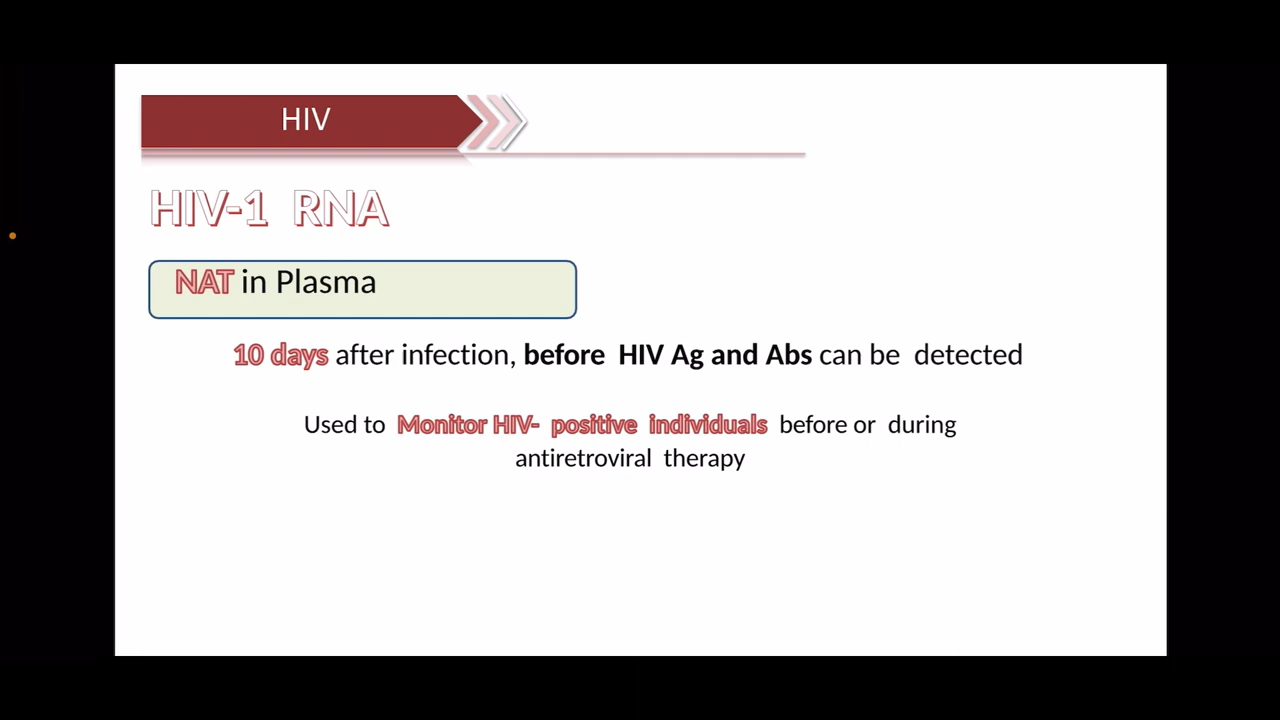 HIV
HIV-1 RNA
NAT in Plasma
10 days after infection, before HIV Ag and Abs can be detected
Used to Monitor HIV- positive individuals before or during
antiretroviral therapy